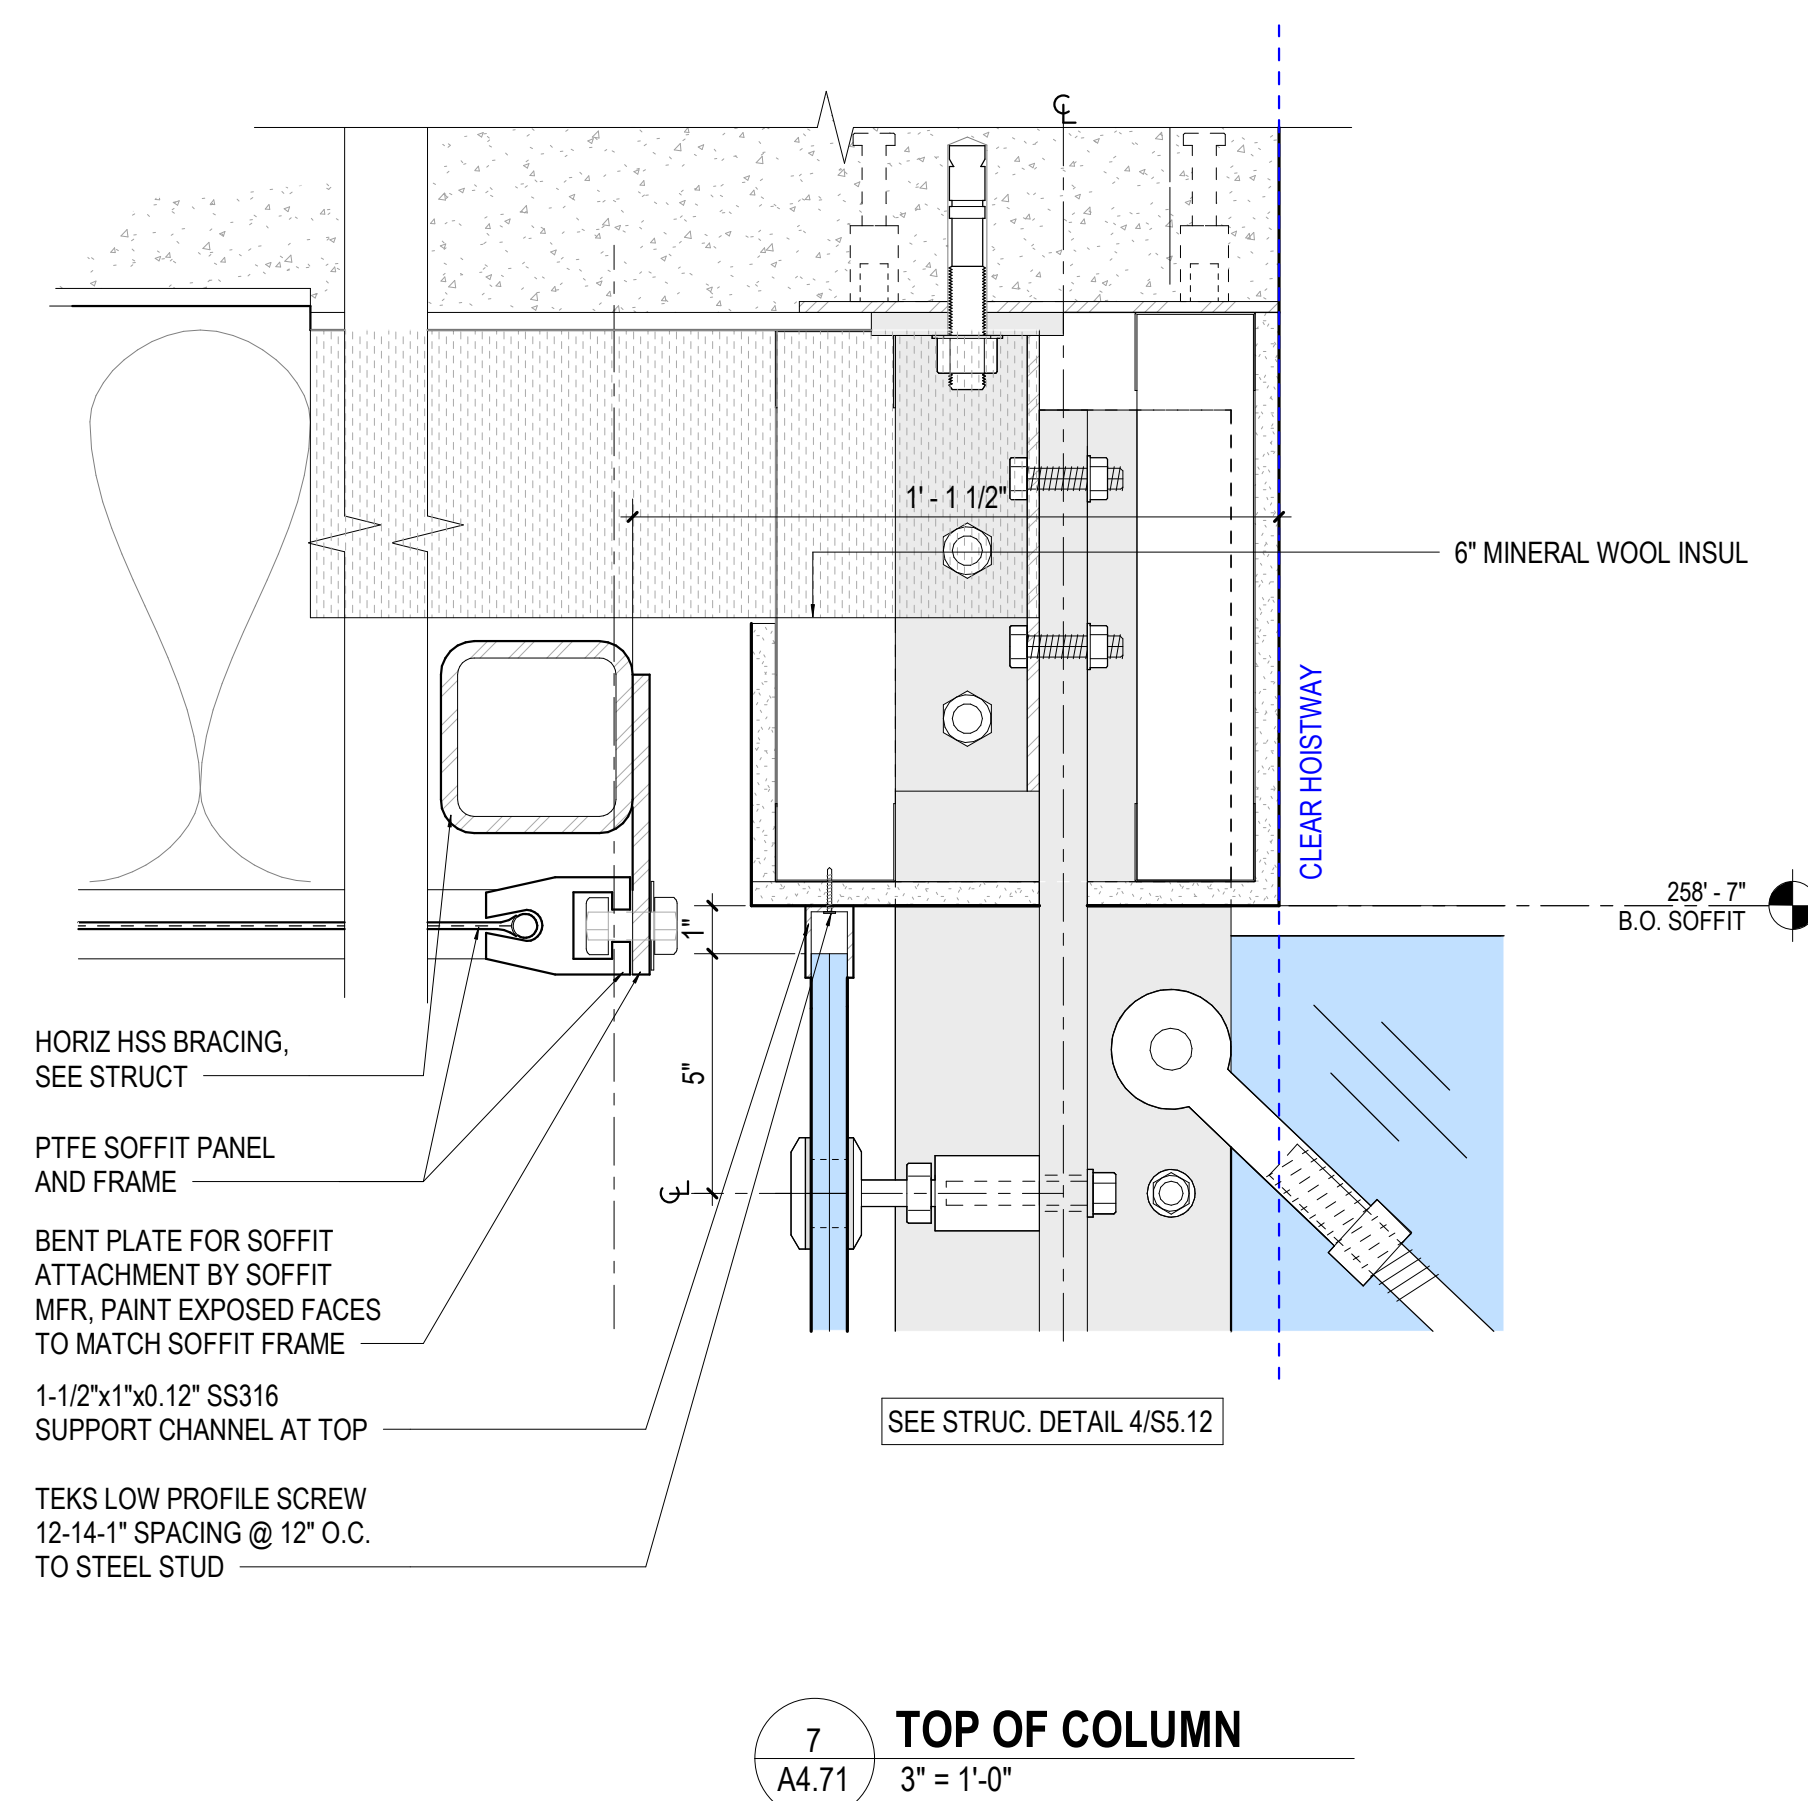 ℄
1' - 1 1/2"
6" MINERAL WOOL INSUL
CLEAR HOISTWAY
258' - 7"
B.O. SOFFIT
1"
5"
℄
HORIZ HSS BRACING,
SEE STRUCT
PTFE SOFFIT PANEL
AND FRAME
BENT PLATE FOR SOFFIT
ATTACHMENT BY SOFFIT
MFR, PAINT EXPOSED FACES
TO MATCH SOFFIT FRAME
1-1/2"x1"x0.12" SS316
SUPPORT CHANNEL AT TOP
TEKS LOW PROFILE SCREW
12-14-1" SPACING @ 12" O.C.
TO STEEL STUD
SEE STRUC. DETAIL 4/S5.12
7
A4.71
TOP OF COLUMN
3" = 1'-0"